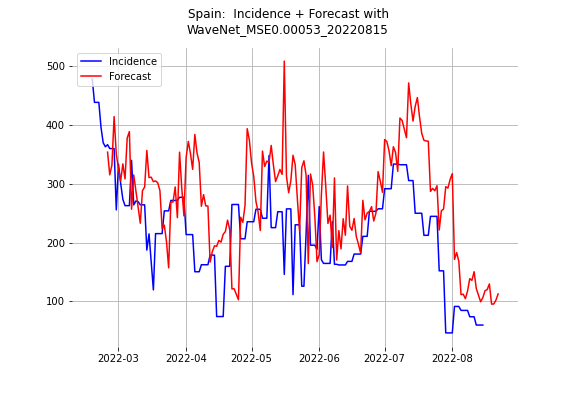 Spain:  Incidence + Forecast with
WaveNet_MSE0.00053_20220815
Incidence
Forecast
500
400
300
200
100
2022-03
2022-04
2022-05
2022-06
2022-07
2022-08